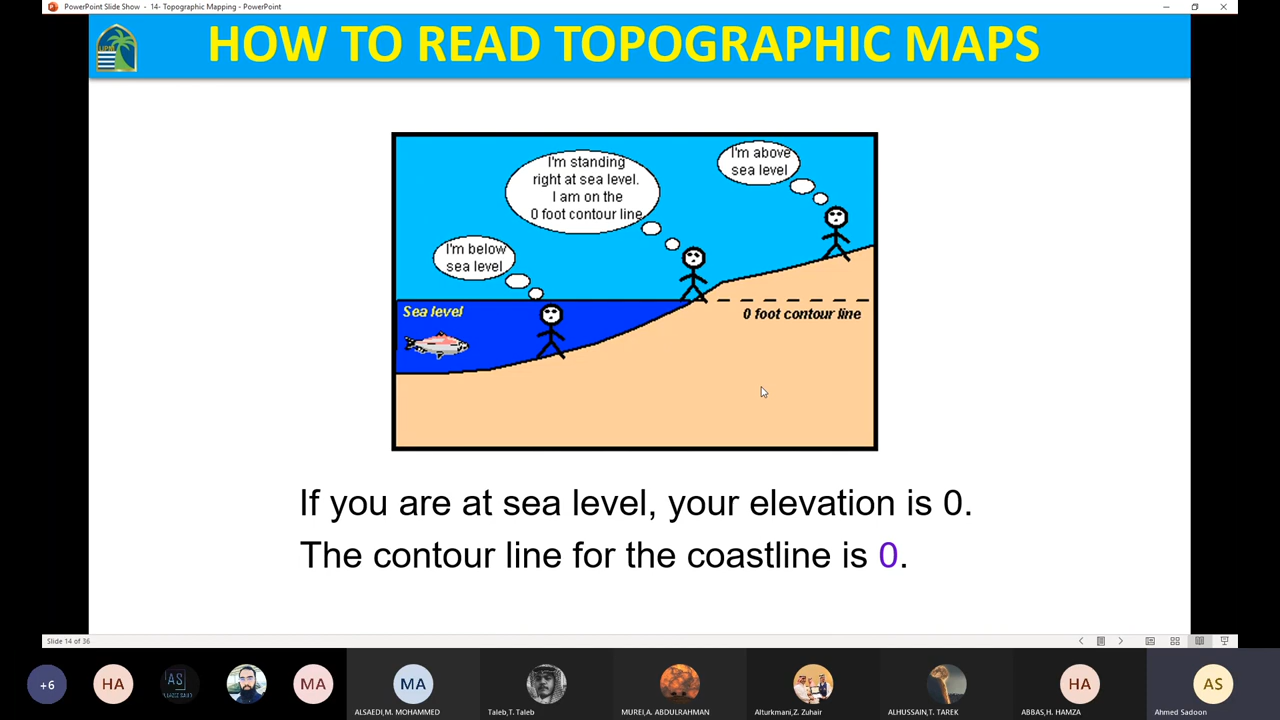 PowerPoint Slide Show - 14- Topographic Mapping - PowerPoint
HOW TO READ TOPOGRAPHIC MAPS
I'm above
sea level
I'm standing
right at sea level.
I am on the
0 foot contour line
I'm below
sea level
Sea level
0 foot contour line
If you are at sea level, your elevation is 0.
The contour line for the coastline is 0.
Slide 14 of 36
+6
HA
AS
MA
MA
HA
AS
ALSAEDI,M. MOHAMMED
Taleb,T. Taleb
MUREI,A. ABDULRAHMAN
Alturkmani,Z. Zuhair
ALHUSSAIN,T. TAREK
ABBAS,H. HAMZA
Ahmed Sadoon